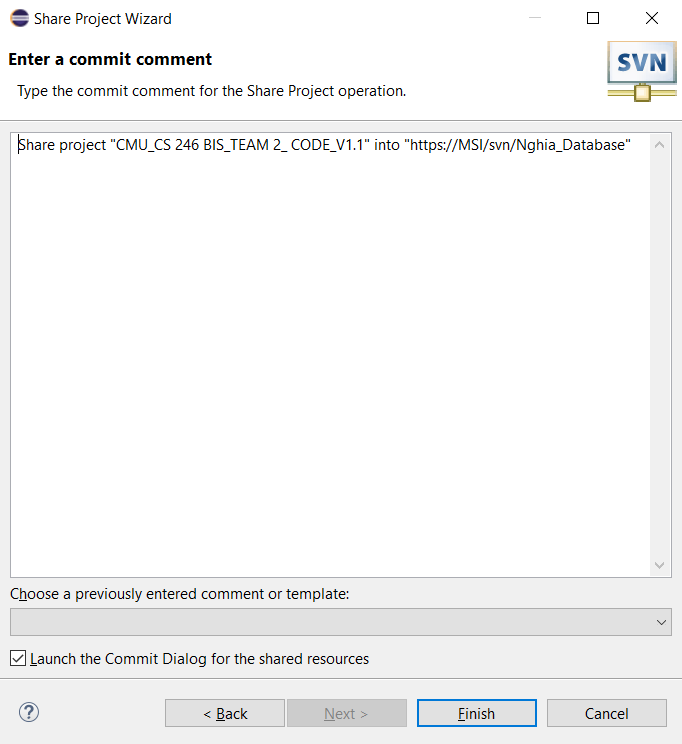 Share Project Wizard
Enter a commit comment
Type the commit comment for the Share Project operation.
SVN
Share project "CMU_CS 246 BIS_TEAM 2_ CODE_V1.1" into "https://MSI/svn/Nghia_Database"
Choose a previously entered comment or template:
Launch the Commit Dialog for the shared resources
? < Back Next > Finish Cancel